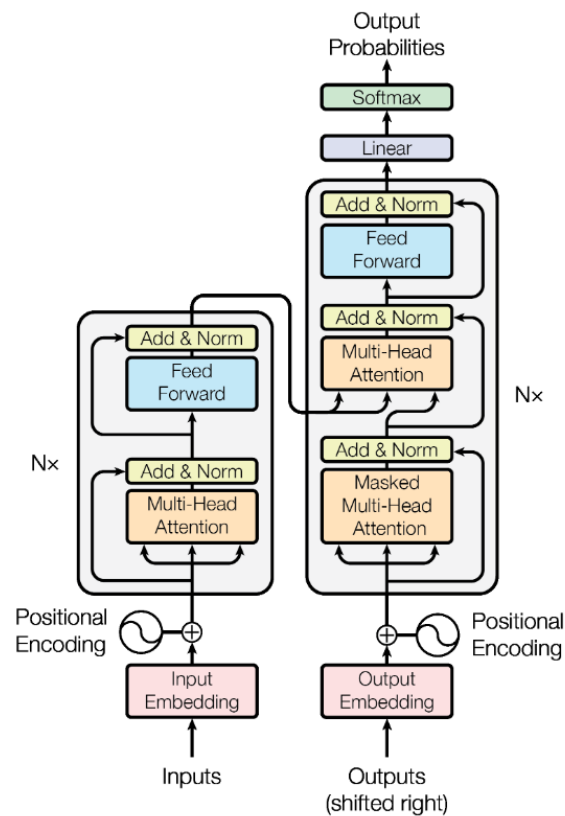 Output
Probabilities
Softmax
Linear
Add & Norm
Feed
Forward
Add & Norm
Multi-Head
Attention
Add & Norm
Masked
Multi-Head
Attention
Nx
Add & Norm
Feed
Forward
Add & Norm
Multi-Head
Attention
N×
Positional
Encoding
Positional
Encoding
Input
Embedding
Output
Embedding
Inputs
Outputs
(shifted right)